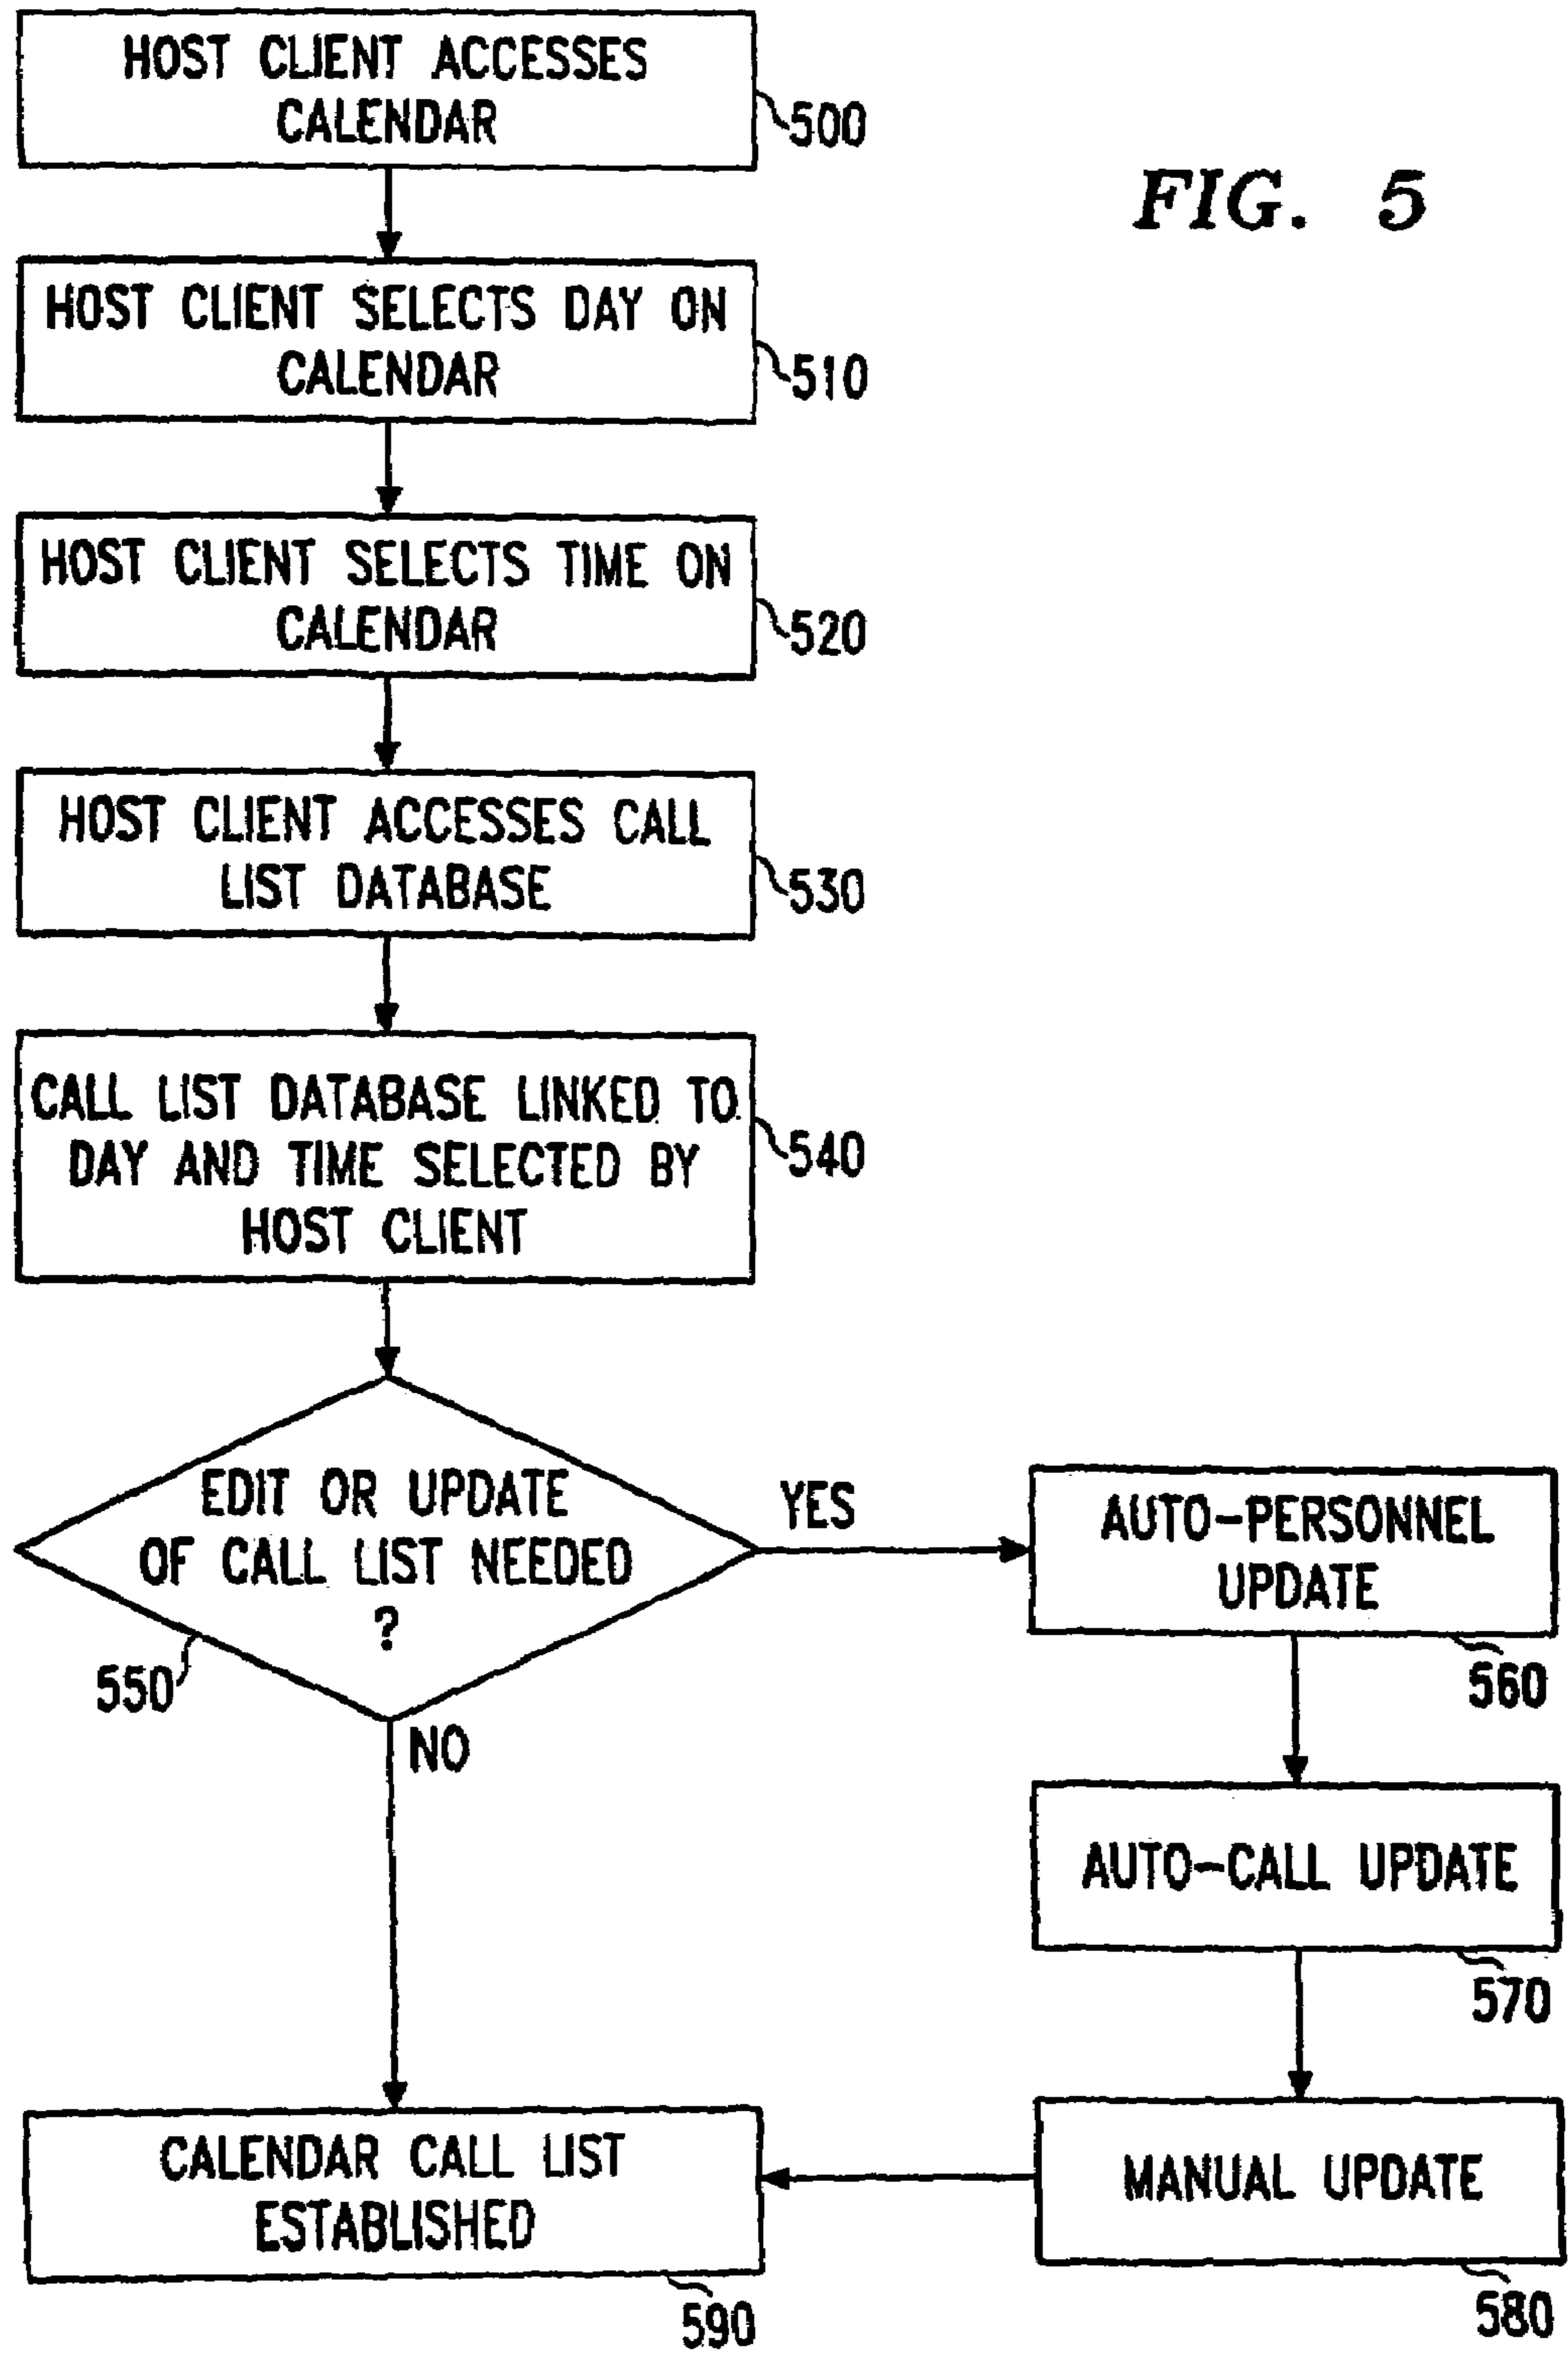 HOST CLIENT ACCESSES
CALENDAR
500
FIG. 5
HOST CLIENT SELECTS DAY ON
CALENDAR
510
HOST CLIENT SELECTS TIME ON
CALENDAR
520
HOST CLIENT ACCESSES CALL
LIST DATABASE
530
CALL LIST DATABASE LINKED TO
DAY AND TIME SELECTED BY
HOST CLIENT
540
EDIT OR UPDATE
OF CALL LIST NEEDED
?
550
YES
NO
AUTO-PERSONNEL
UPDATE
560
AUTO-CALL UPDATE
570
MANUAL UPDATE
580
CALENDAR CALL LIST
ESTABLISHED
590